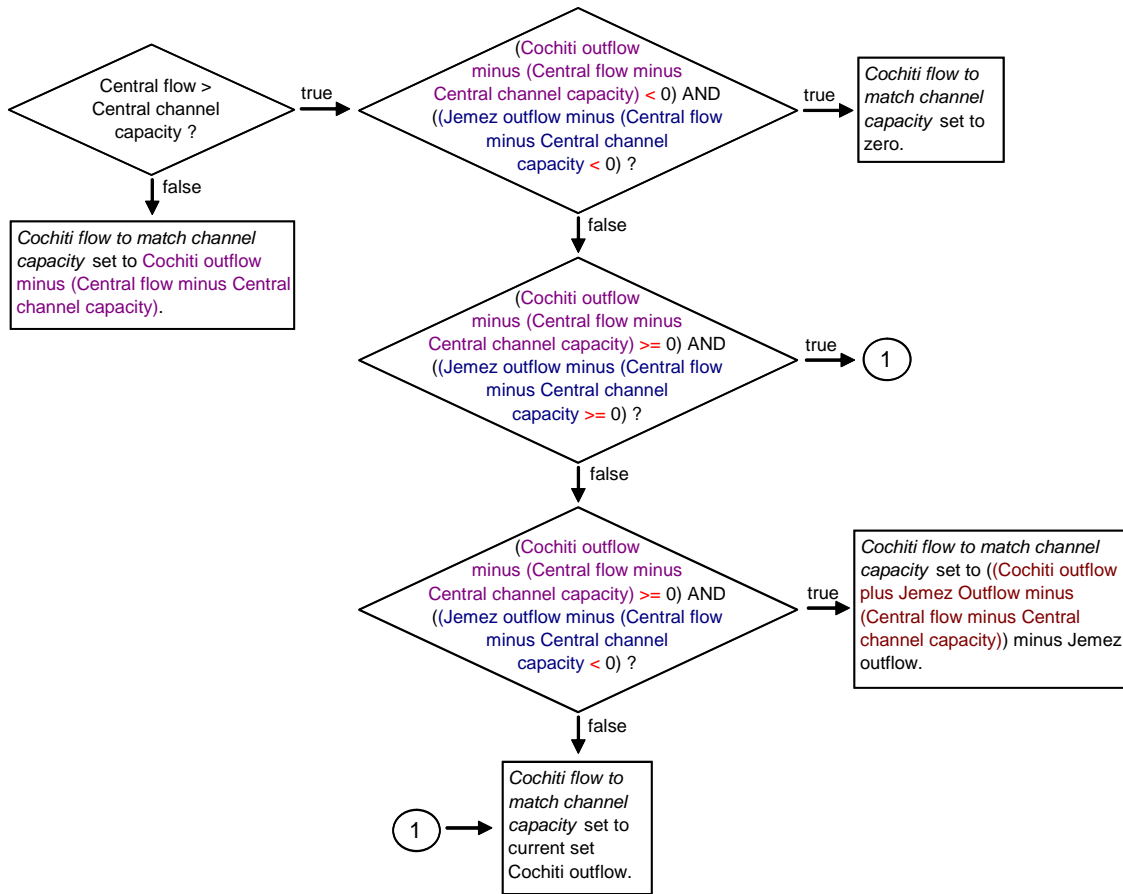 Central flow >
Central channel
capacity ?
true
false
Cochiti flow to match channel
capacity set to Cochiti outflow
minus (Central flow minus Central
channel capacity).
(Cochiti outflow
minus (Central flow minus
Central channel capacity) < 0) AND
((Jemez outflow minus (Central flow
minus Central channel
capacity < 0) ?
true
Cochiti flow to
match channel
capacity set to
zero.
false
(Cochiti outflow
minus (Central flow minus
Central channel capacity) >= 0) AND
((Jemez outflow minus (Central flow
minus Central channel
capacity >= 0) ?
true
1
false
(Cochiti outflow
minus (Central flow minus
Central channel capacity) >= 0) AND
((Jemez outflow minus (Central flow
minus Central channel
capacity < 0) ?
true
Cochiti flow to match channel
capacity set to ((Cochiti outflow
plus Jemez Outflow minus
(Central flow minus Central
channel capacity)) minus Jemez
outflow.
false
1
Cochiti flow to
match channel
capacity set to
current set
Cochiti outflow.